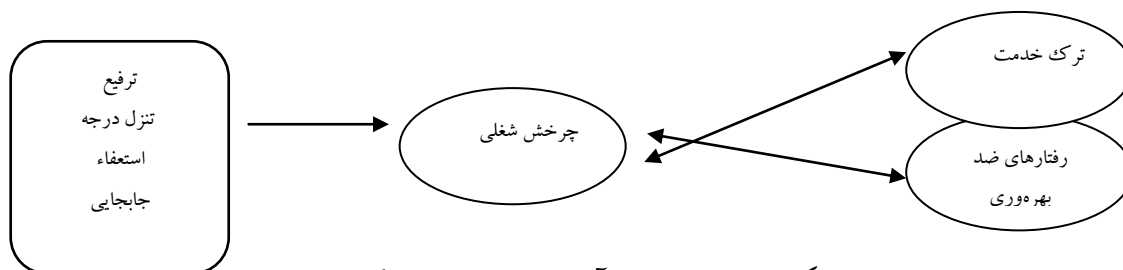 ترفیع
تنزل درجه
استعفاء
جابجایی
چرخش شغلی
ترک خدمت
رفتارهای ضد
بهره‌وری